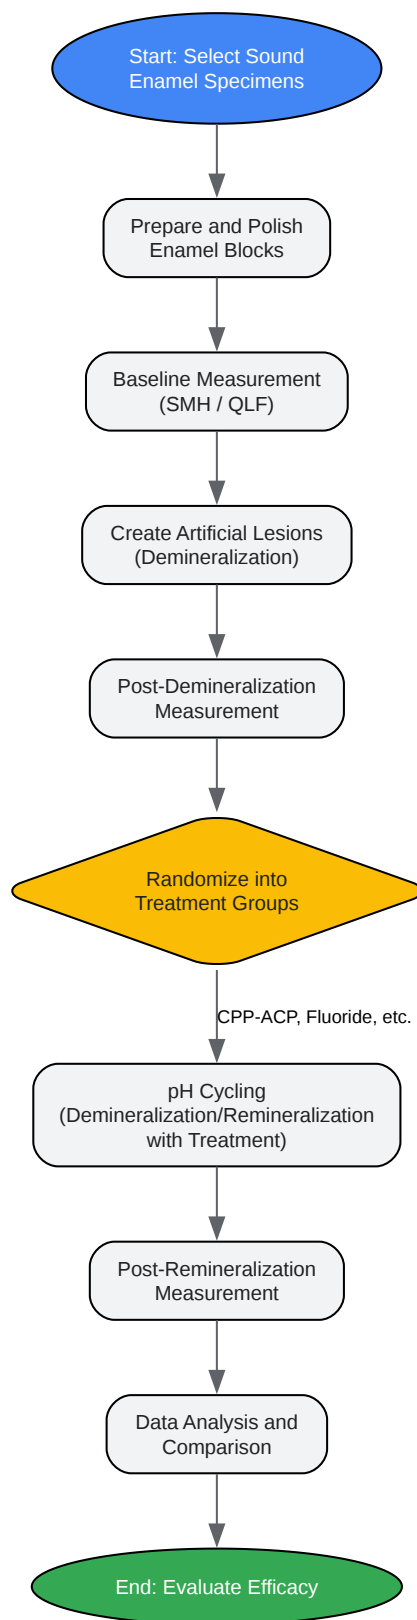 Start: Select Sound
Enamel Specimens
Prepare and Polish
Enamel Blocks
Baseline Measurement
(SMH / QLF)
Create Artificial Lesions
(Demineralization)
Post-Demineralization
Measurement
Randomize into
Treatment Groups
CPP-ACP, Fluoride, etc.
pH Cycling
(Demineralization/Remineralization
with Treatment)
Post-Remineralization
Measurement
Data Analysis and
Comparison
End: Evaluate Efficacy